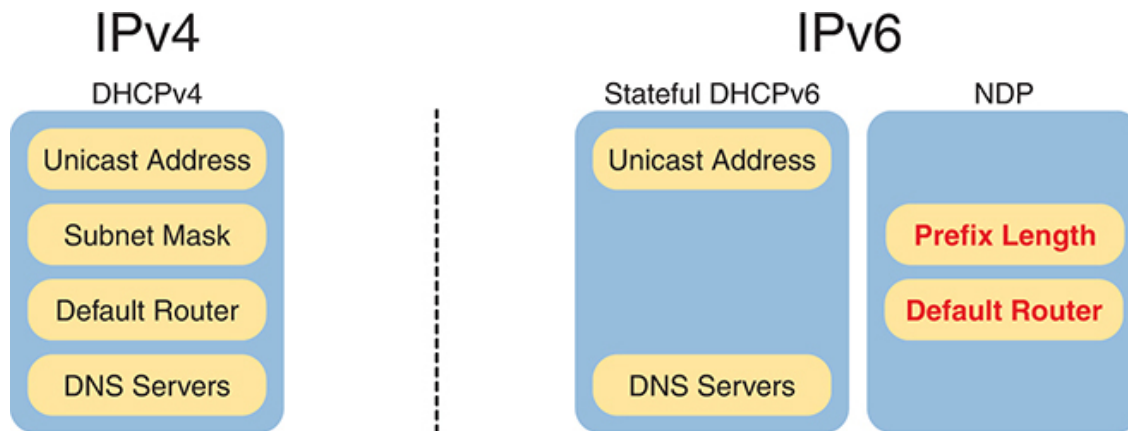 IPv4
DHCPv4
Unicast Address
Subnet Mask
Default Router
DNS Servers
IPv6
Stateful DHCPv6
Unicast Address
DNS Servers
NDP
Prefix Length
Default Router